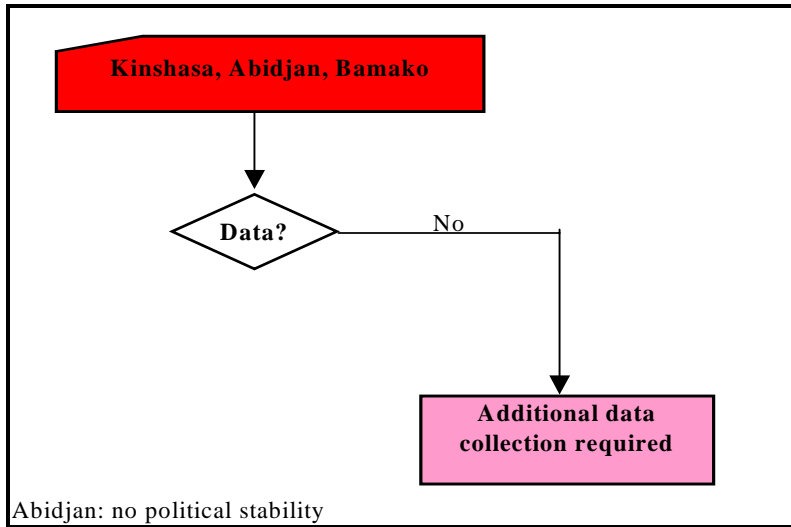 Kinshasa, Abidjan, Bamako
Data?
No
Additional data
collection required
Abidjan: no political stability